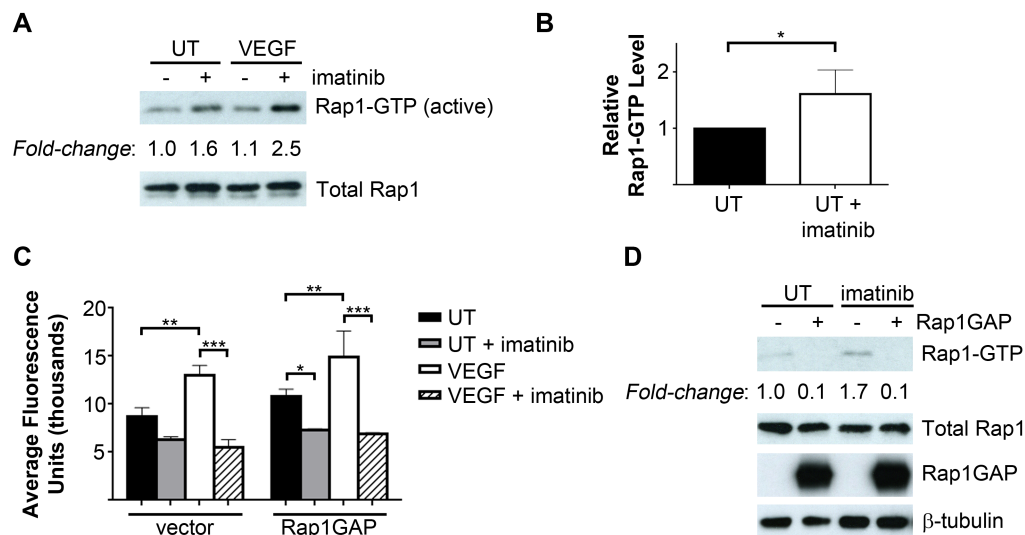 A
UT VEGF
- + - + imatinib
Rap1-GTP (active)
Fold-change: 1.0 1.6 1.1 2.5
Total Rap1
B
*
Relative
Rap1-GTP Level
2
1
UT UT +
imatinib
C
Average Fluorescence
Units (thousands)
20
15
10
5
** ***
** * ***
vector Rap1GAP
UT
UT + imatinib
VEGF
VEGF + imatinib
D
UT imatinib
- + - + Rap1GAP
Rap1-GTP
Fold-change: 1.0 0.1 1.7 0.1
Total Rap1
Rap1GAP
β-tubulin